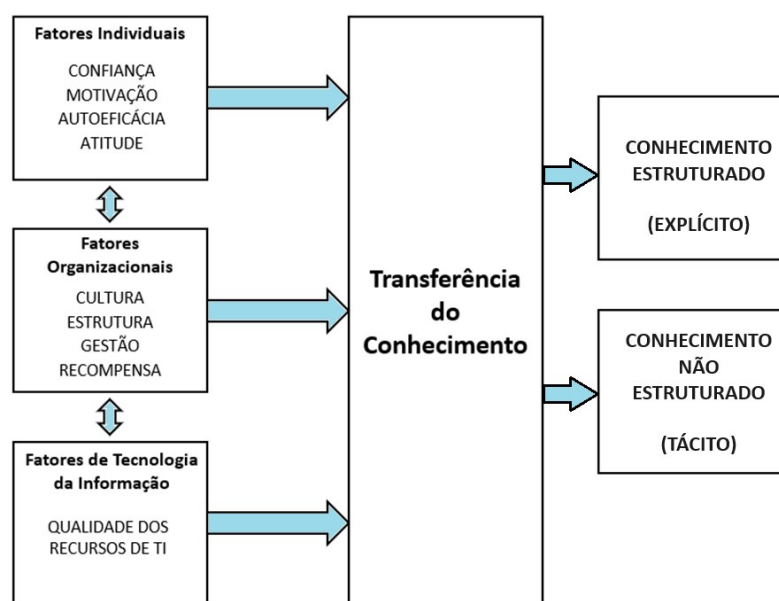 Fatores Individuais
CONFIANÇA
MOTIVAÇÃO
AUTOEFICÁCIA
ATITUDE
Fatores
Organizacionais
CULTURA
ESTRUTURA
GESTÃO
RECOMPENSA
Fatores de Tecnologia
da Informação
QUALIDADE DOS
RECURSOS DE TI
Transferência
do
Conhecimento
CONHECIMENTO
ESTRUTURADO
(EXPLÍCITO)
CONHECIMENTO
NÃO
ESTRUTURADO
(TÁCITO)